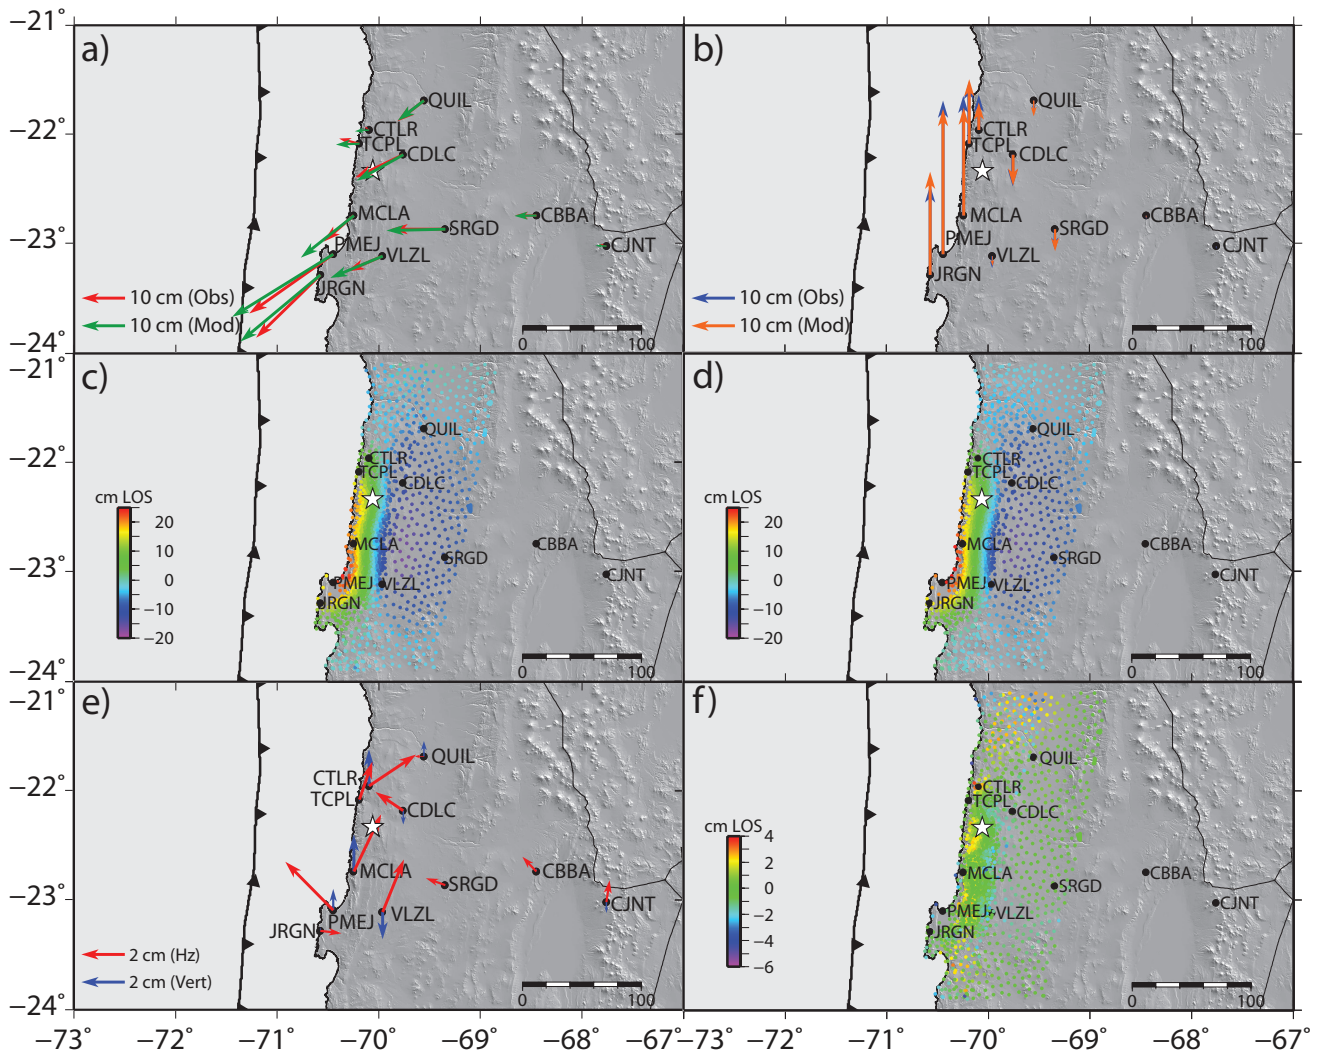 −21°
−22°
−23°
−24°
a)
QUIL
CTLR
TCPL
CDLC
MCLA
SRGD
CBBA
PMEJ
VLZL
CJNT
JRGN
10 cm (Obs)
10 cm (Mod)
100
b)
QUIL
CTLR
TCPL
CDLC
MCLA
CBBA
SRGD
PMEJ
VLZL
CJNT
JRGN
10 cm (Obs)
10 cm (Mod)
0 100
−21°
−22°
−23°
−24°
c)
QUIL
CTLR
TCPL
CDLC
cm LOS
20
10
0
−10
−20
MCLA
SRGD
CBBA
PMEJ
VLZL
CJNT
JRGN
0 100
d)
QUIL
CTLR
TCPL
CDLC
cm LOS
20
10
0
−10
−20
MCLA
SRGD
CBBA
PMEJ
VLZL
CJNT
JRGN
0 100
−21°
−22°
−23°
−24°
e)
QUIL
CTLR
TCPL
CDLC
MCLA
SRGD
CBBA
CJNT
PMEJ
VLZL
JRGN
2 cm (Hz)
2 cm (Vert)
0 100
f)
QUIL
CTLR
TCPL
CDLC
cm LOS
4
2
0
−2
−4
−6
MCLA
SRGD
CBBA
PMEJ
VLZL
CJNT
JRGN
0 100
−73° −72° −71° −70° −69° −68° −67°
−72° −71° −70° −69° −68° −67°